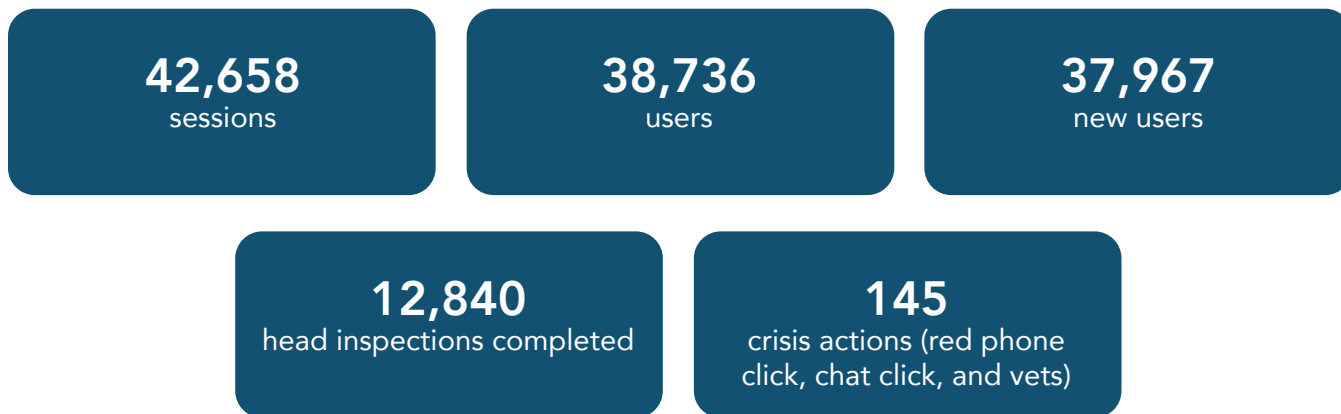 42,658
sessions
38,736
users
37,967
new users
12,840
head inspections completed
145
crisis actions (red phone
click, chat click, and vets)